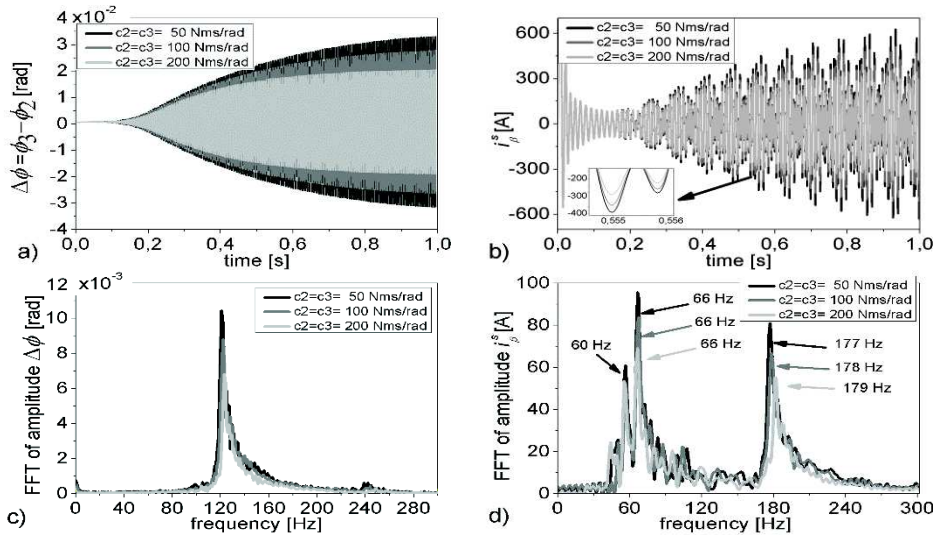 ×10⁻²
c2=c3= 50 Nms/rad
c2=c3= 100 Nms/rad
c2=c3= 200 Nms/rad
4
3
2
1
0
-1
-2
-3
-4
Δϕ=ϕ₃−ϕ₂ [rad]
0,0 0,2 0,4 0,6 0,8 1,0
time [s]
a)
c2=c3= 50 Nms/rad
c2=c3= 100 Nms/rad
c2=c3= 200 Nms/rad
600
300
0
-300
-600
i_β^s [A]
-200
-300
-400
0,555 0,556
0,0 0,2 0,4 0,6 0,8 1,0
time [s]
b)
×10⁻³
c2=c3= 50 Nms/rad
c2=c3= 100 Nms/rad
c2=c3= 200 Nms/rad
12
10
8
6
4
2
0
FFT of amplitude Δϕ [rad]
0 40 80 120 160 200 240 280
frequency [Hz]
c)
c2=c3= 50 Nms/rad
c2=c3= 100 Nms/rad
c2=c3= 200 Nms/rad
100
80
60
40
20
0
FFT of amplitude i_β^s [A]
66 Hz
60 Hz
66 Hz
66 Hz
177 Hz
178 Hz
179 Hz
0 60 120 180 240 300
frequency [Hz]
d)